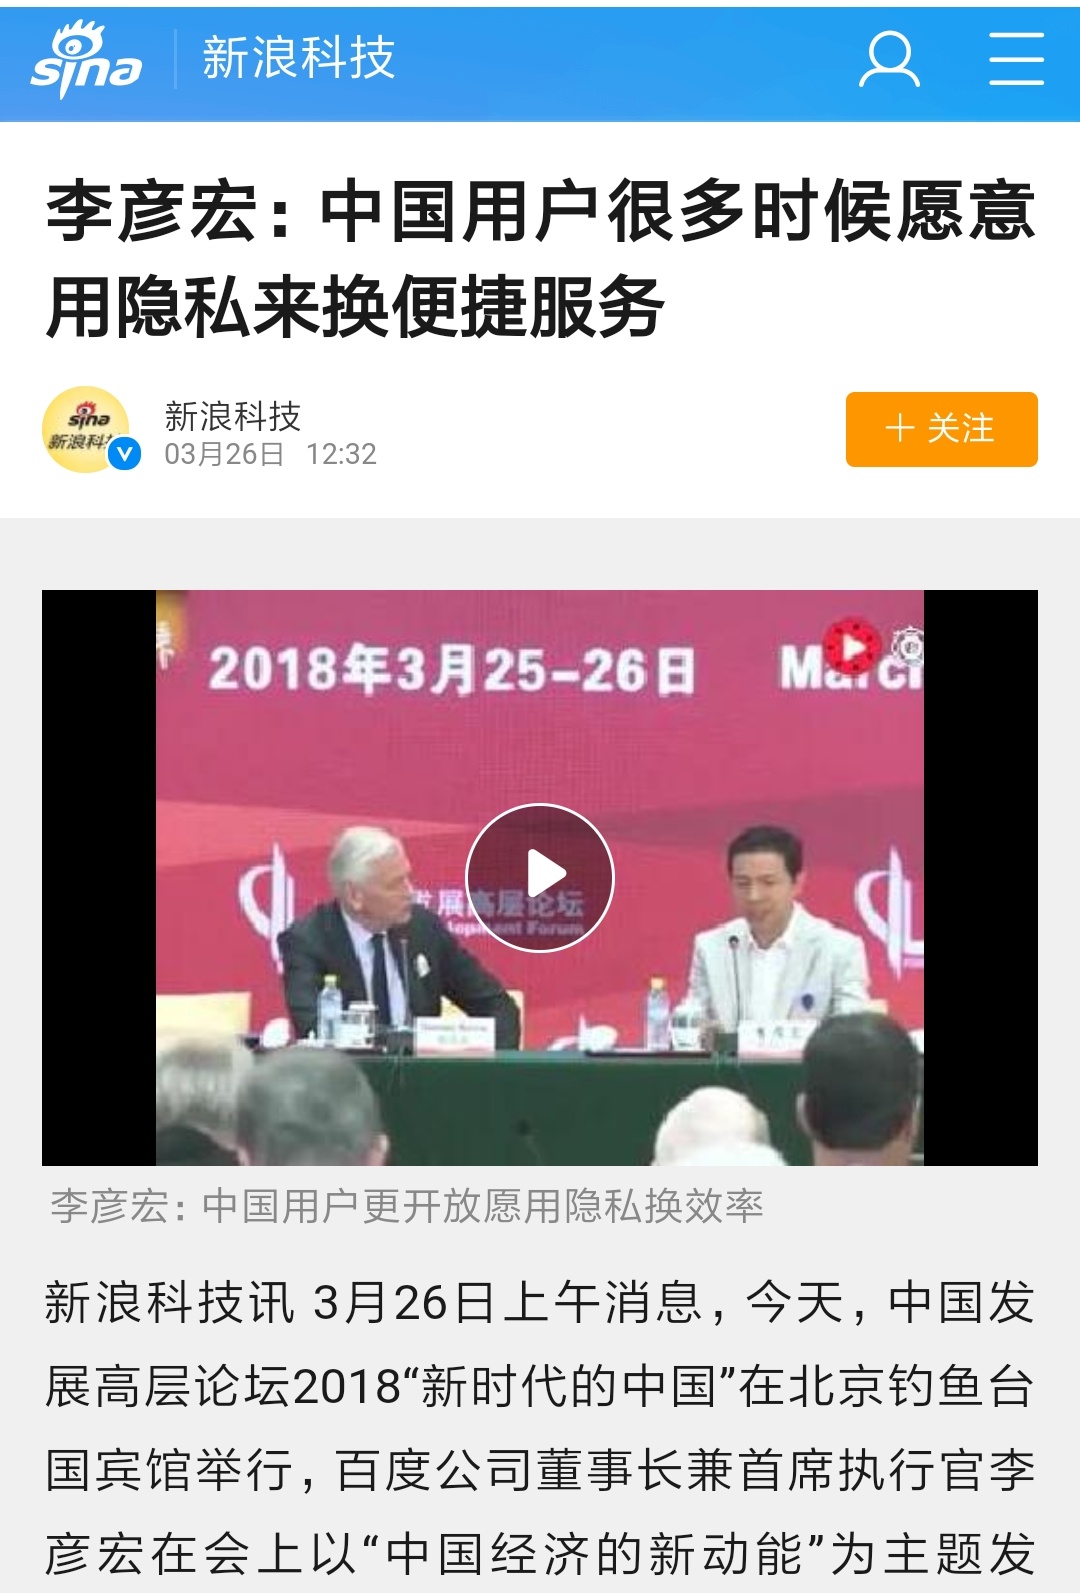 sina 新浪科技
李彦宏：中国用户很多时候愿意
用隐私来换便捷服务
sina
新浪科技
新浪科技
03月26日 12:32
+ 关注
2018年3月25-26日
李彦宏：中国用户更开放愿用隐私换效率
新浪科技讯 3月26日上午消息，今天，中国发
展高层论坛2018“新时代的中国”在北京钓鱼台
国宾馆举行，百度公司董事长兼首席执行官李
彦宏在会上以“中国经济的新动能”为主题发